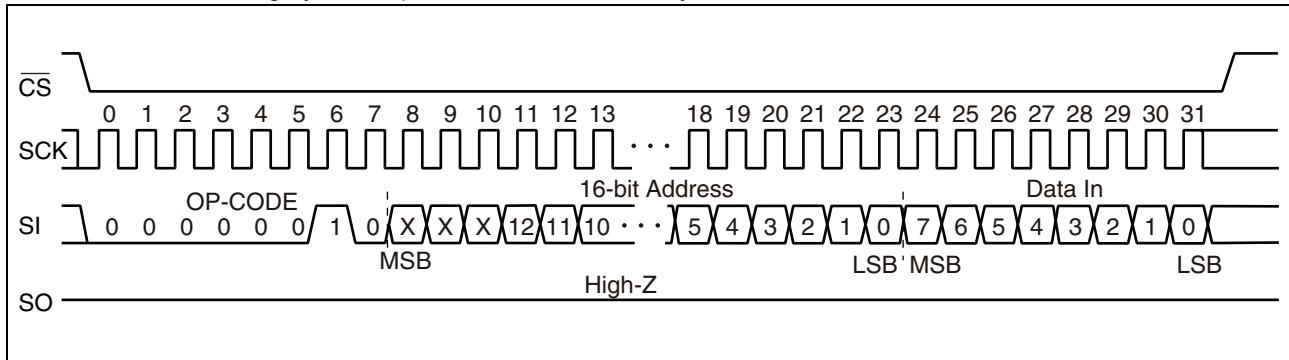 CS
0 1 2 3 4 5 6 7 8 9 10 11 12 13 18 19 20 21 22 23 24 25 26 27 28 29 30 31
SCK ···
OP-CODE 16-bit Address Data In
SI 0 0 0 0 0 0 1 0 X X X 12 11 10 ··· 5 4 3 2 1 0 7 6 5 4 3 2 1 0
MSB LSB MSB LSB
High-Z
SO